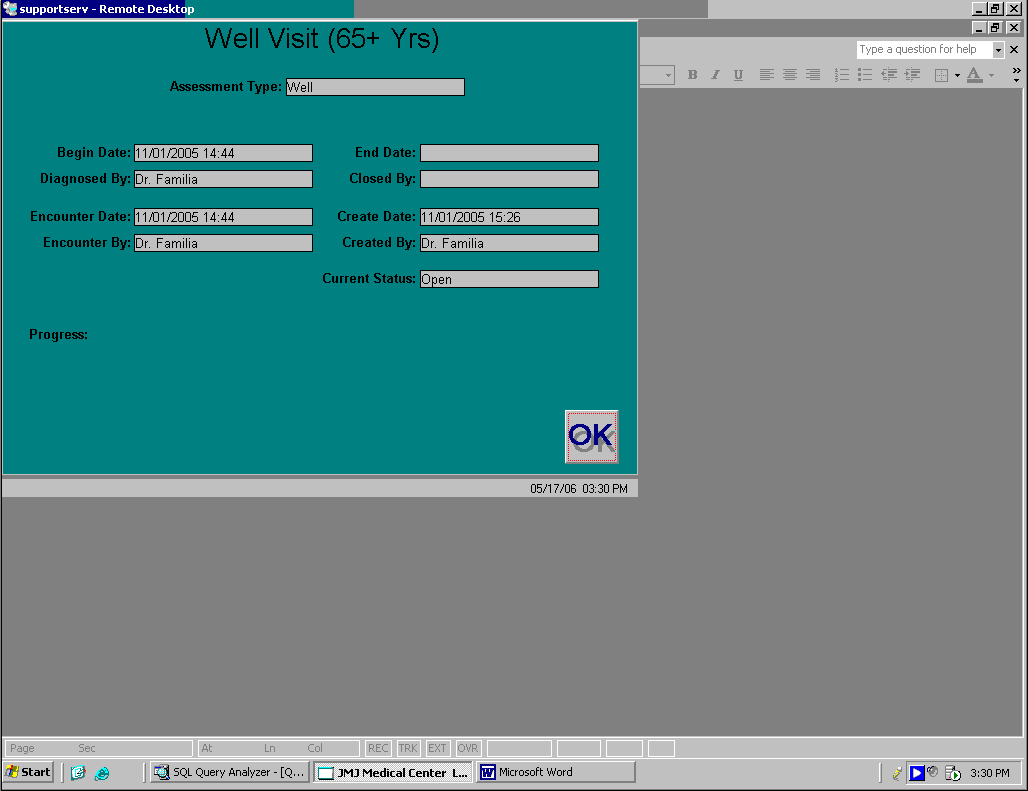 supportserv - Remote Desktop
Well Visit (65+ Yrs)
Type a question for help
B I U
A
Assessment Type: Well
Begin Date: 11/01/2005 14:44 End Date:
Diagnosed By: Dr. Familia Closed By:
Encounter Date: 11/01/2005 14:44 Create Date: 11/01/2005 15:26
Encounter By: Dr. Familia Created By: Dr. Familia
Current Status: Open
Progress:
OK
05/17/06 03:30 PM
Page Sec At Ln Col REC TRK EXT OVR
Start SQL Query Analyzer - [Q... JMJ Medical Center L... Microsoft Word 3:30 PM